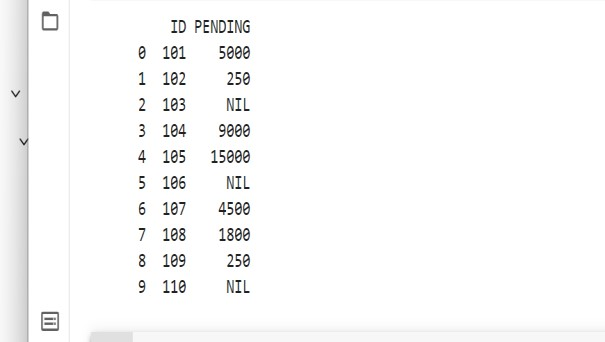 ID PENDING
0 101 5000
1 102 250
2 103 NIL
3 104 9000
4 105 15000
5 106 NIL
6 107 4500
7 108 1800
8 109 250
9 110 NIL